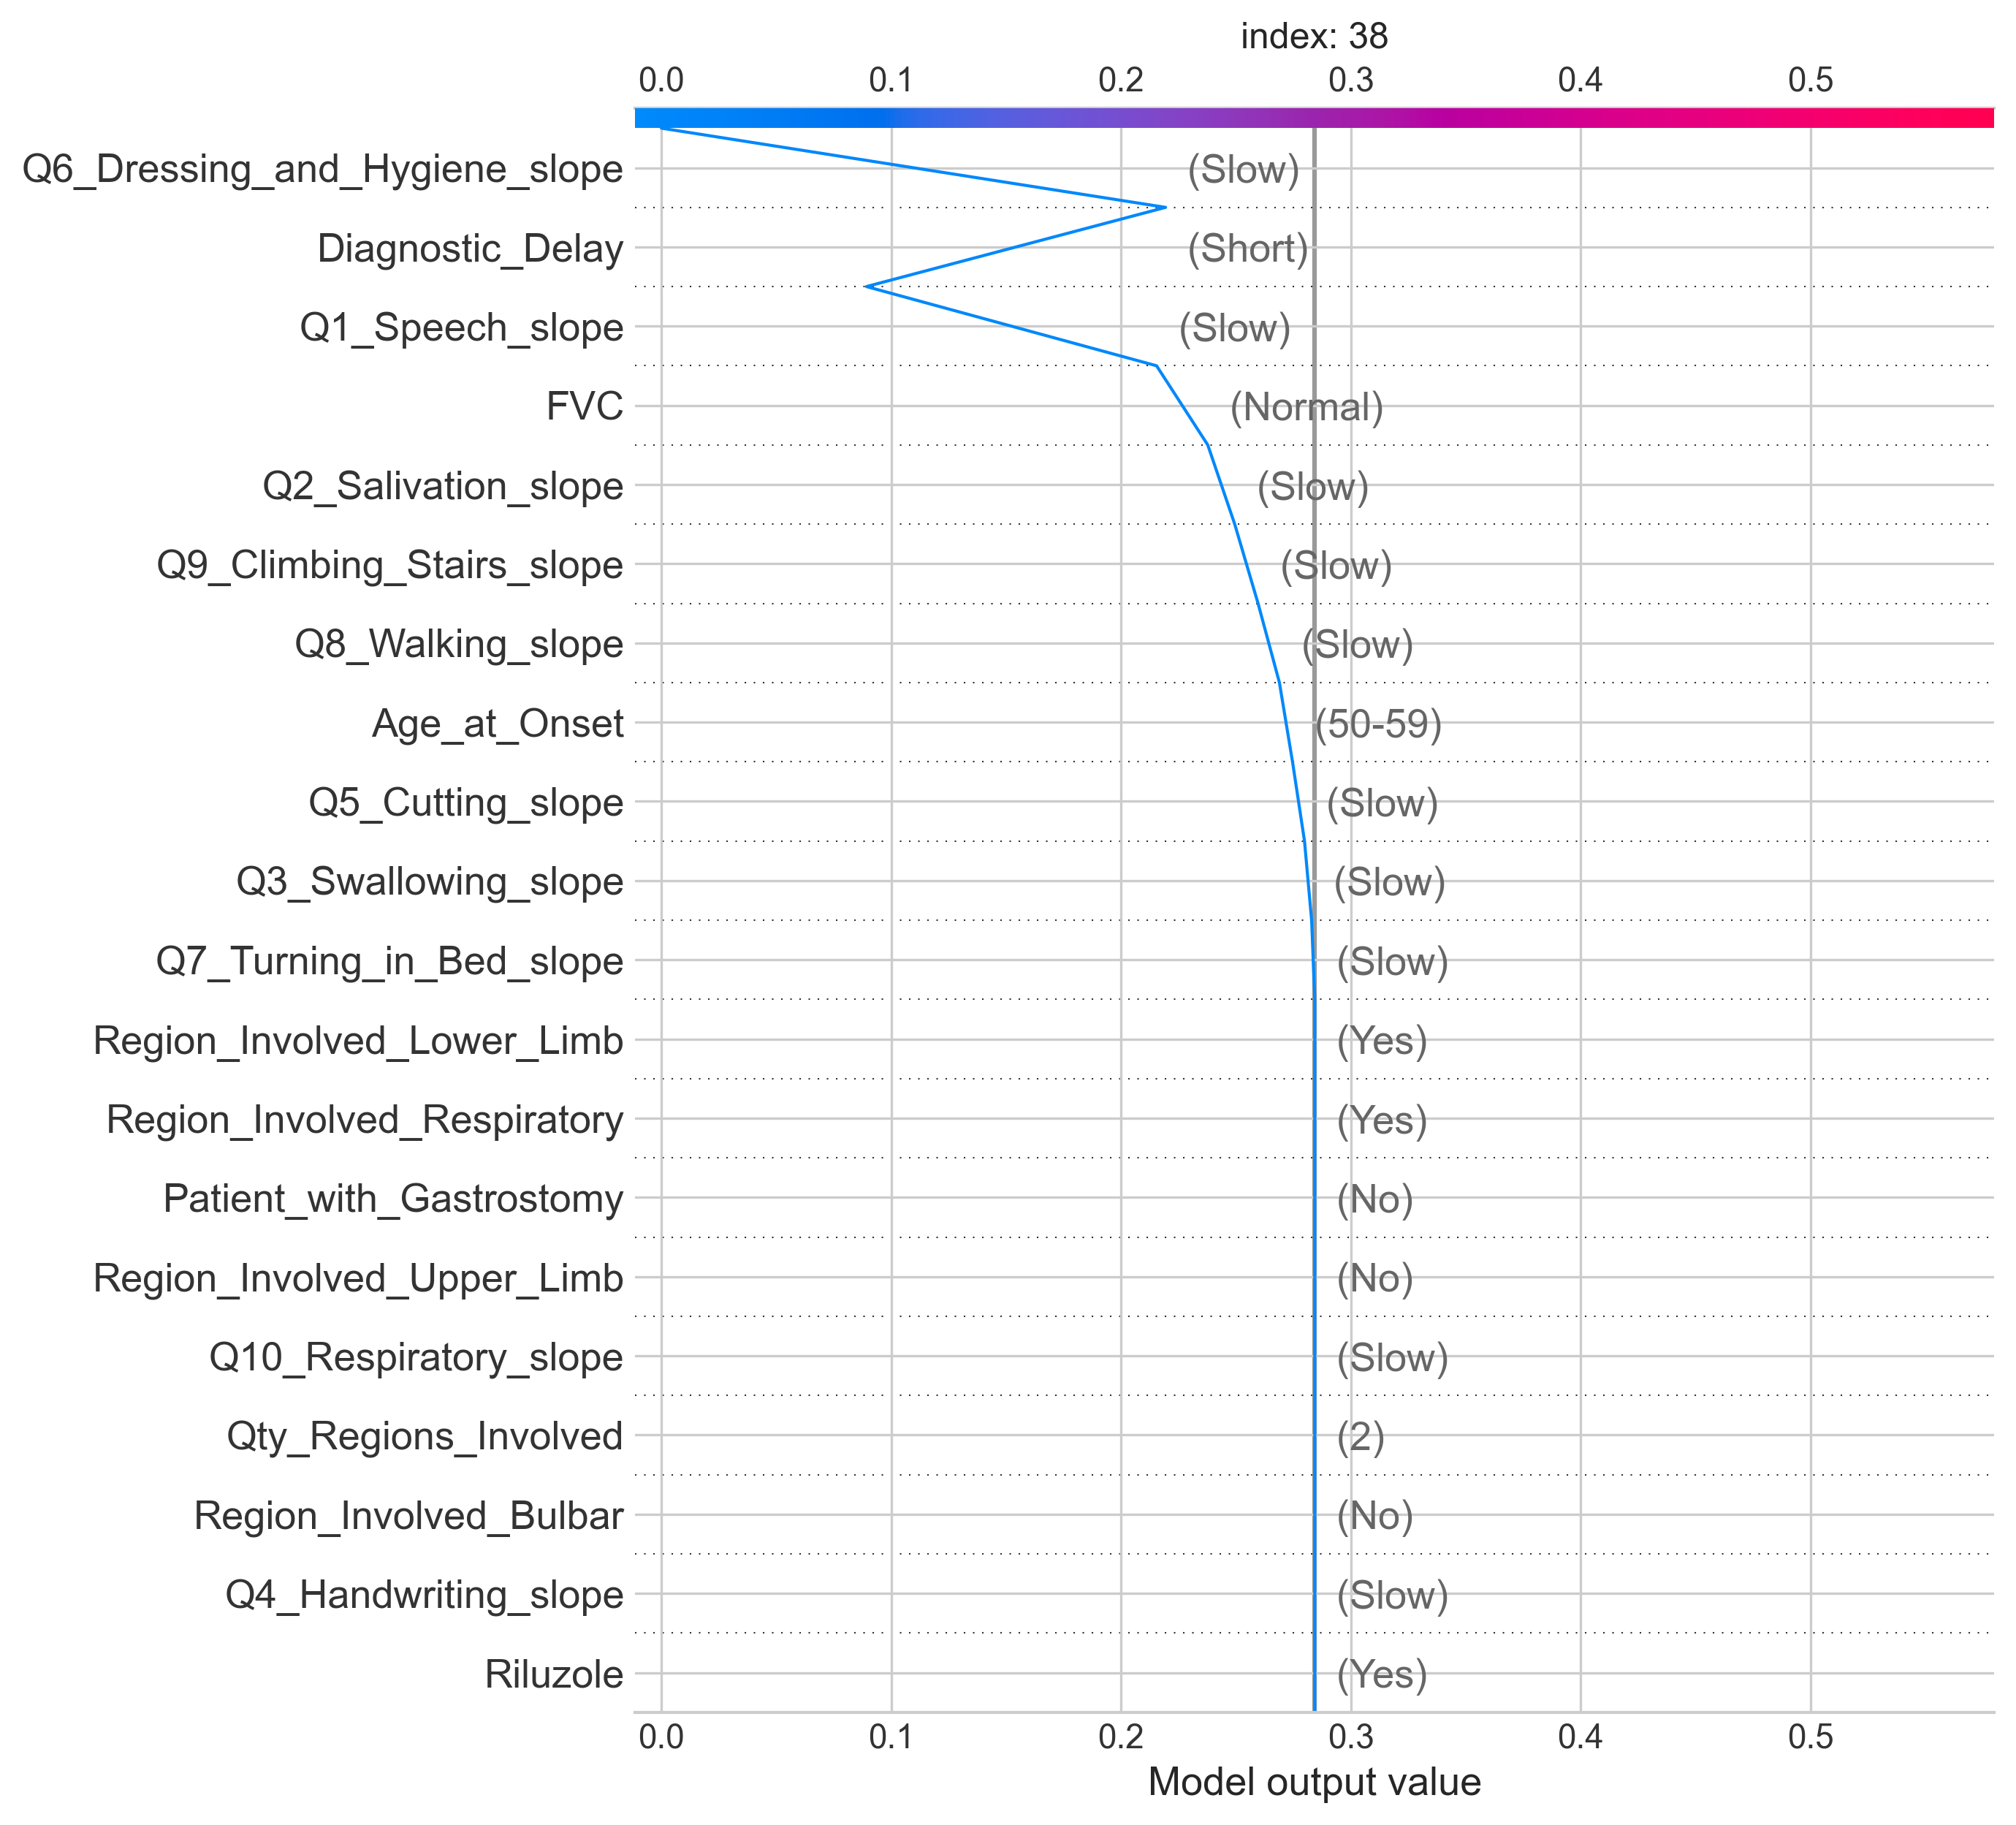 index: 38
0.0 0.1 0.2 0.3 0.4 0.5
Q6_Dressing_and_Hygiene_slope (Slow)
Diagnostic_Delay (Short)
Q1_Speech_slope (Slow)
FVC (Normal)
Q2_Salivation_slope (Slow)
Q9_Climbing_Stairs_slope (Slow)
Q8_Walking_slope (Slow)
Age_at_Onset (50-59)
Q5_Cutting_slope (Slow)
Q3_Swallowing_slope (Slow)
Q7_Turning_in_Bed_slope (Slow)
Region_Involved_Lower_Limb (Yes)
Region_Involved_Respiratory (Yes)
Patient_with_Gastrostomy (No)
Region_Involved_Upper_Limb (No)
Q10_Respiratory_slope (Slow)
Qty_Regions_Involved (2)
Region_Involved_Bulbar (No)
Q4_Handwriting_slope (Slow)
Riluzole (Yes)
0.0 0.1 0.2 0.3 0.4 0.5
Model output value